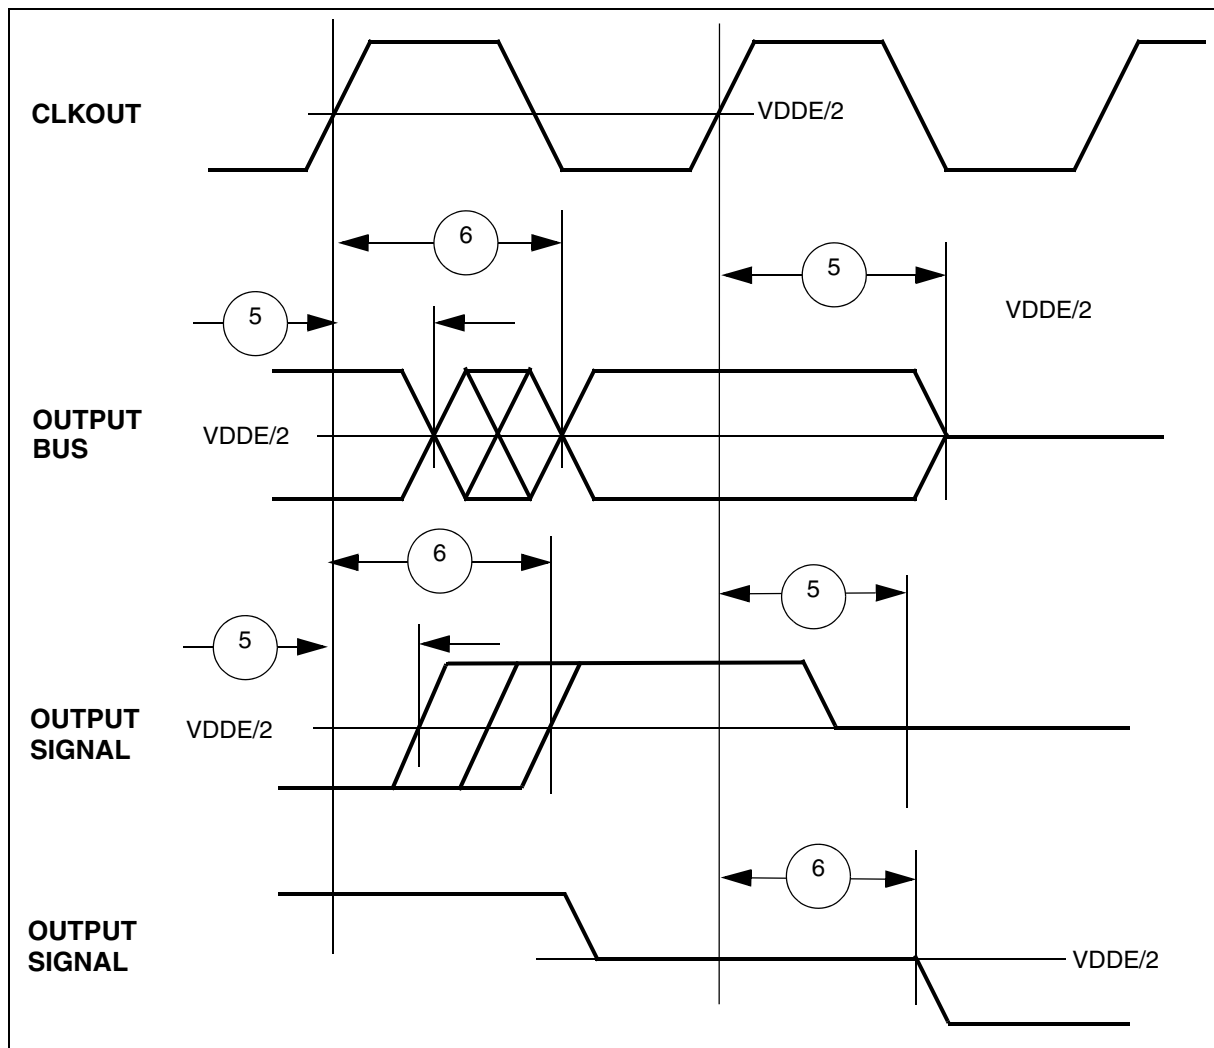 CLKOUT
VDDE/2
6
5
5
VDDE/2
OUTPUT
BUS
VDDE/2
6
5
5
OUTPUT
SIGNAL
VDDE/2
6
OUTPUT
SIGNAL
VDDE/2